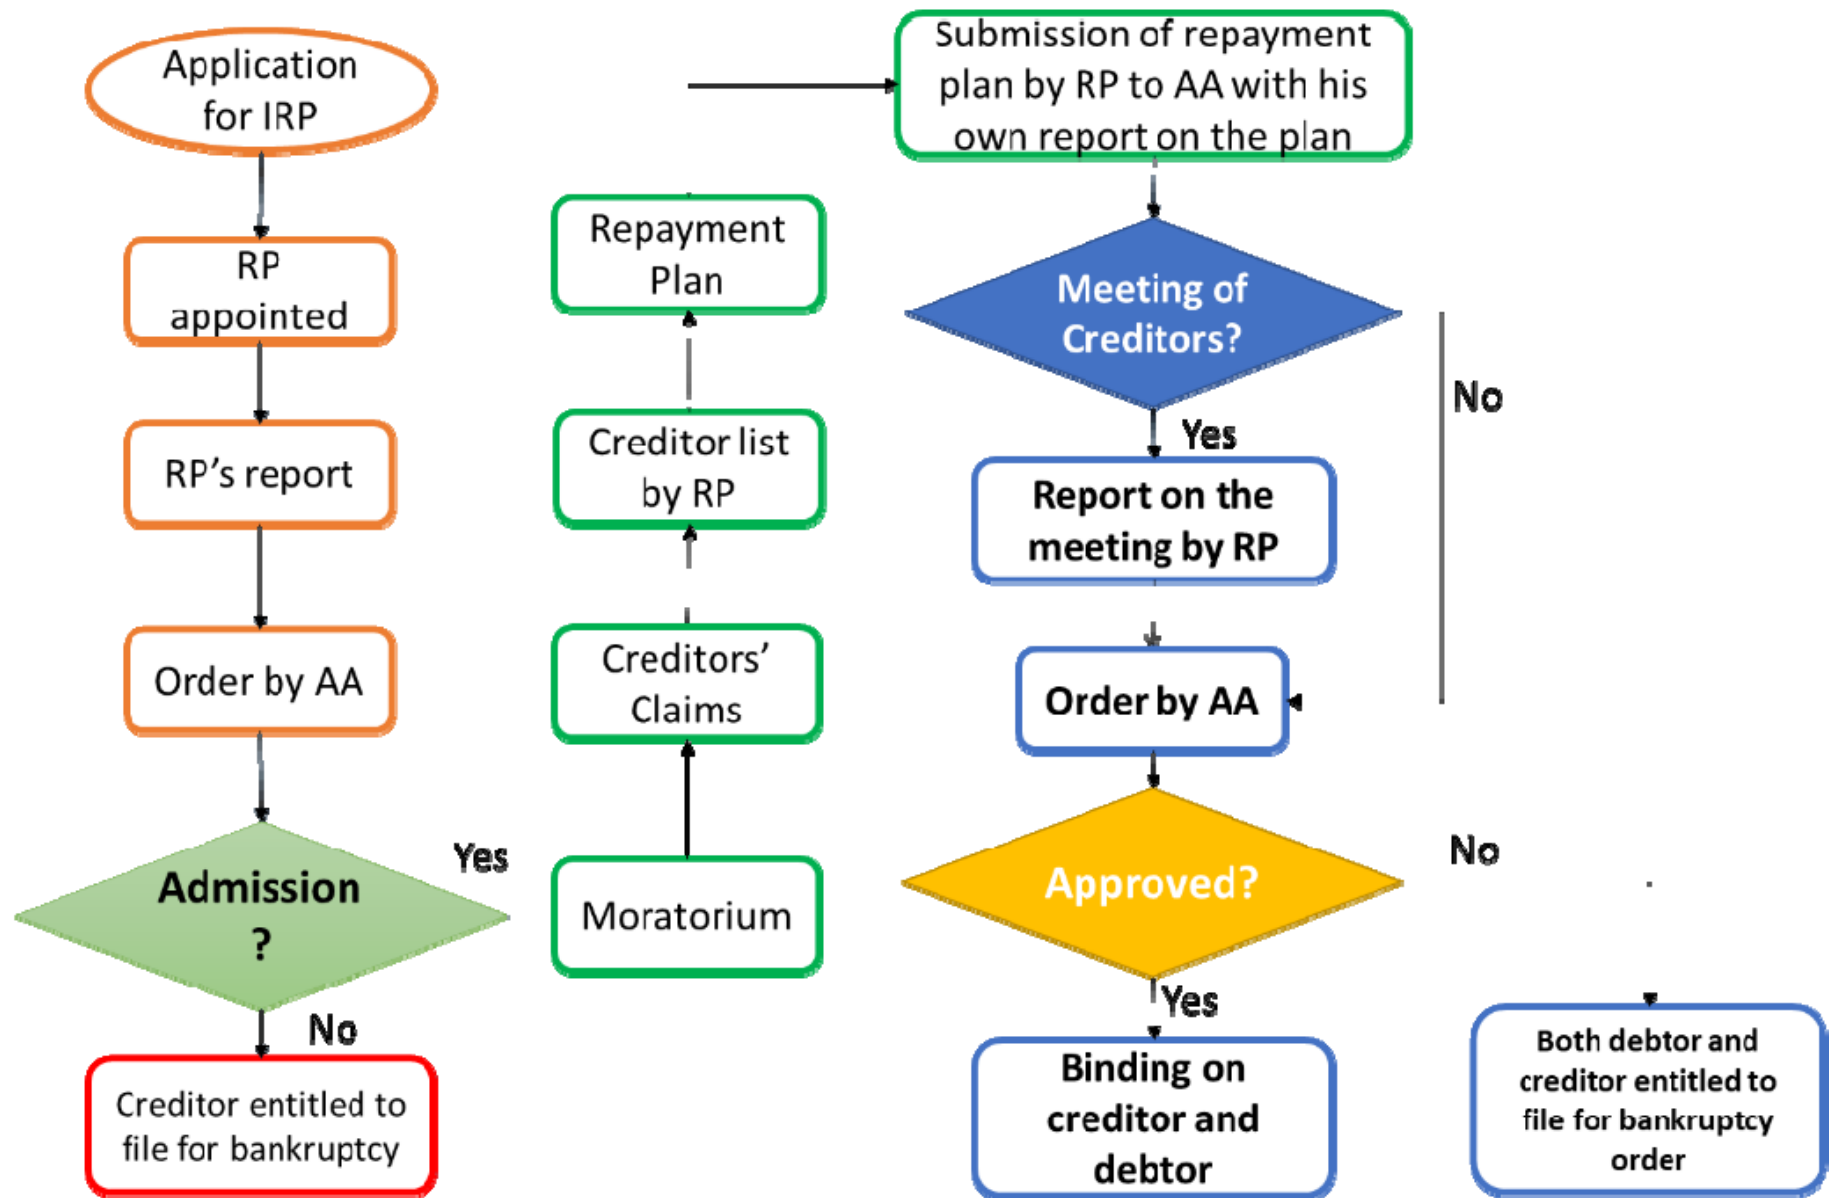 Application
for IRP
RP
appointed
RP's report
Order by AA
Admission
?
Yes
No
Creditor entitled to
file for bankruptcy
Repayment
Plan
Creditor list
by RP
Creditors'
Claims
Moratorium
Submission of repayment
plan by RP to AA with his
own report on the plan
Meeting of
Creditors?
No
Yes
Report on the
meeting by RP
Order by AA
Approved?
No
Yes
Binding on
creditor and
debtor
Both debtor and
creditor entitled to
file for bankruptcy
order